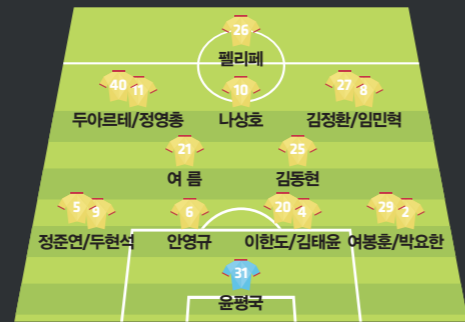 26
펠리페
40 11 10 27 8
두아르테/정영총 나상호 김정환/임민혁
21 25
여 름 김동현
5 9 6 20 4 29 2
정준연/두현석 안영규 이한도/김태윤 여봉훈/박요한
31
윤평국